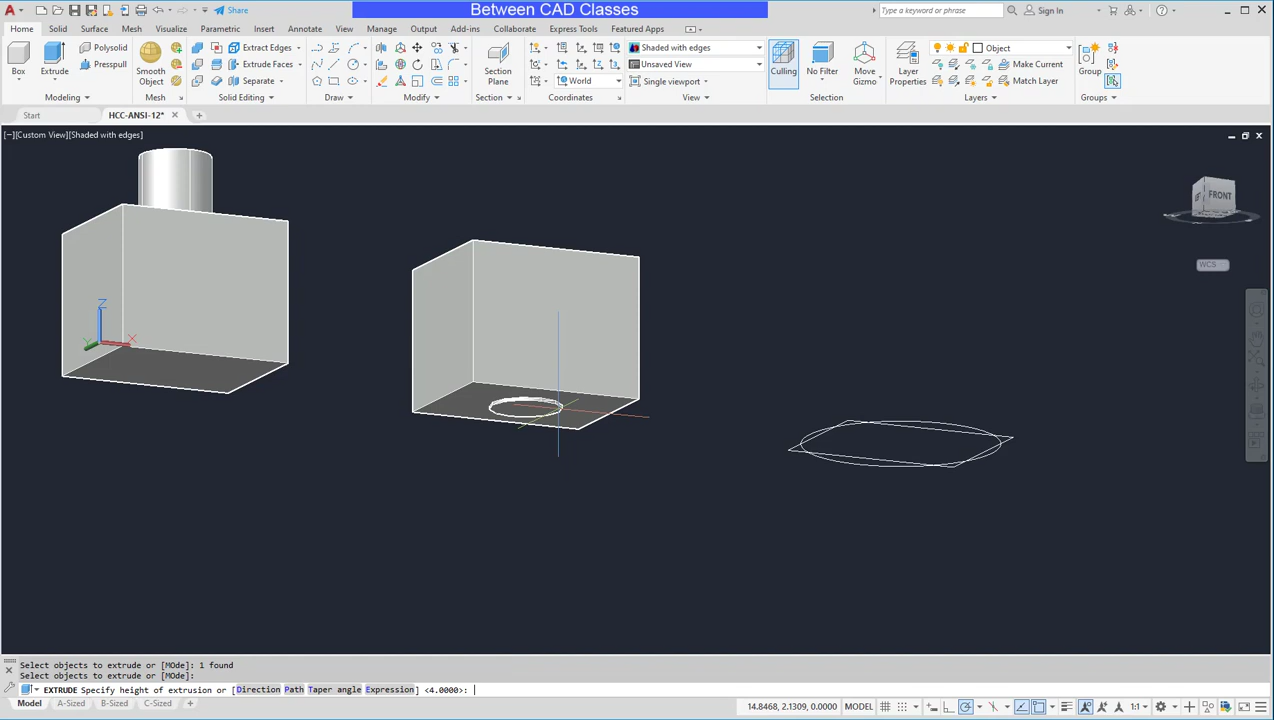 Between CAD Classes
A
Share
Type a keyword or phrase
Sign In
Home Solid Surface Mesh Visualize Parametric Insert Annotate View Manage Output Add-ins Collaborate Express Tools Featured Apps
Box
Extrude
Polysolid
Presspull
Modeling
Smooth Object
Mesh
Extract Edges
Extrude Faces
Separate
Solid Editing
Draw
Modify
Section Plane
Section
World
Coordinates
Shaded with edges
Unsaved View
Single viewport
View
Culling
No Filter
Move Gizmo
Selection
Layer Properties
Object
Make Current
Match Layer
Layers
Group
Groups
Start HCC-ANSI-12*
[−][Custom View][Shaded with edges]
FRONT
WCS
Z
Y X
Select objects to extrude or [MOde]: 1 found
Select objects to extrude or [MOde]:
EXTRUDE Specify height of extrusion or [Direction Path Taper angle Expression] <4.0000>:
Model A-Sized B-Sized C-Sized
14.8468, 2.1309, 0.0000 MODEL 1:1